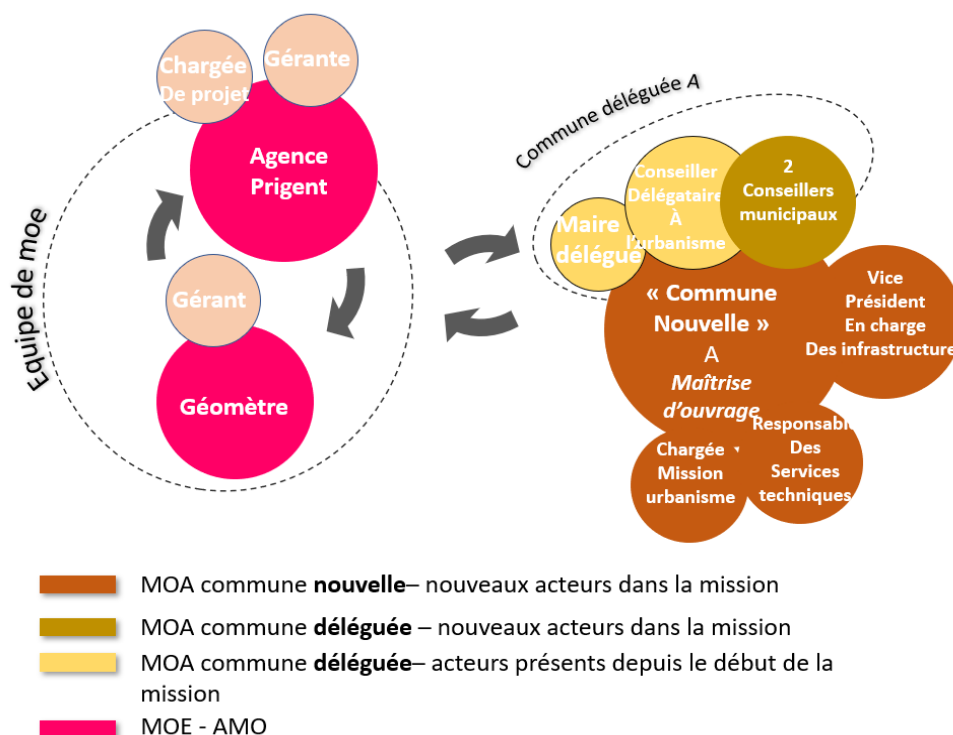 Chargée
De projet
Gérante
Agence
Prigent
Equipe de moe
Gérant
Géomètre
Commune déléguée A
Maire
délégué
Conseiller
Délégataire
À
l'urbanisme
2
Conseillers
municipaux
« Commune
Nouvelle »
A
Maîtrise
d'ouvrage
Vice
Président
En charge
Des infrastructure
Chargée
Mission
urbanisme
Responsable
Des
Services
techniques
MOA commune nouvelle– nouveaux acteurs dans la mission
MOA commune déléguée – nouveaux acteurs dans la mission
MOA commune déléguée– acteurs présents depuis le début de la
mission
MOE - AMO